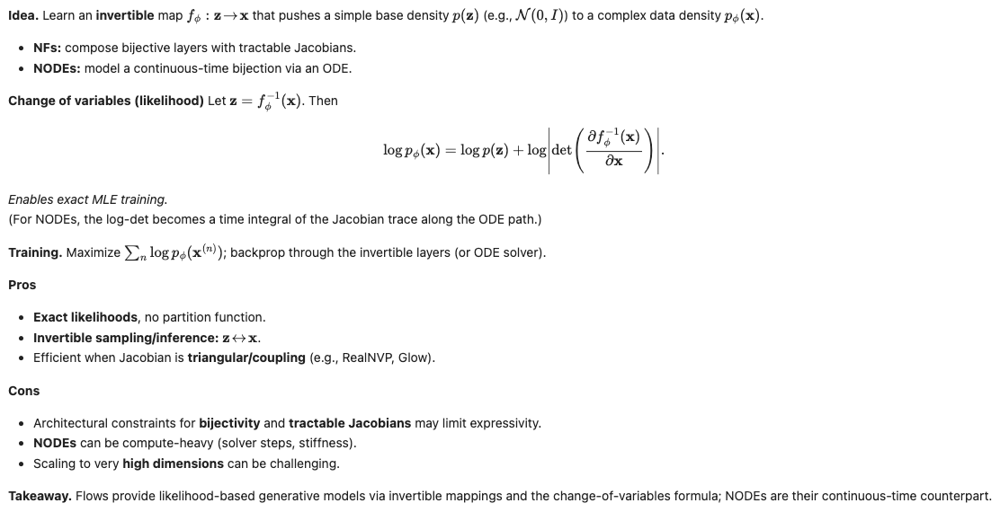 Idea. Learn an invertible map f_ϕ : z→x that pushes a simple base density p(z) (e.g., 𝒩(0, I)) to a complex data density p_ϕ(x).
• NFs: compose bijective layers with tractable Jacobians.
• NODEs: model a continuous-time bijection via an ODE.
Change of variables (likelihood) Let z = f_ϕ^{-1}(x). Then
log p_ϕ(x) = log p(z) + log |det (∂f_ϕ^{-1}(x) / ∂x)|.
Enables exact MLE training.
(For NODEs, the log-det becomes a time integral of the Jacobian trace along the ODE path.)
Training. Maximize ∑_n log p_ϕ(x^{(n)}); backprop through the invertible layers (or ODE solver).
Pros
• Exact likelihoods, no partition function.
• Invertible sampling/inference: z↔x.
• Efficient when Jacobian is triangular/coupling (e.g., RealNVP, Glow).
Cons
• Architectural constraints for bijectivity and tractable Jacobians may limit expressivity.
• NODEs can be compute-heavy (solver steps, stiffness).
• Scaling to very high dimensions can be challenging.
Takeaway. Flows provide likelihood-based generative models via invertible mappings and the change-of-variables formula; NODEs are their continuous-time counterpart.